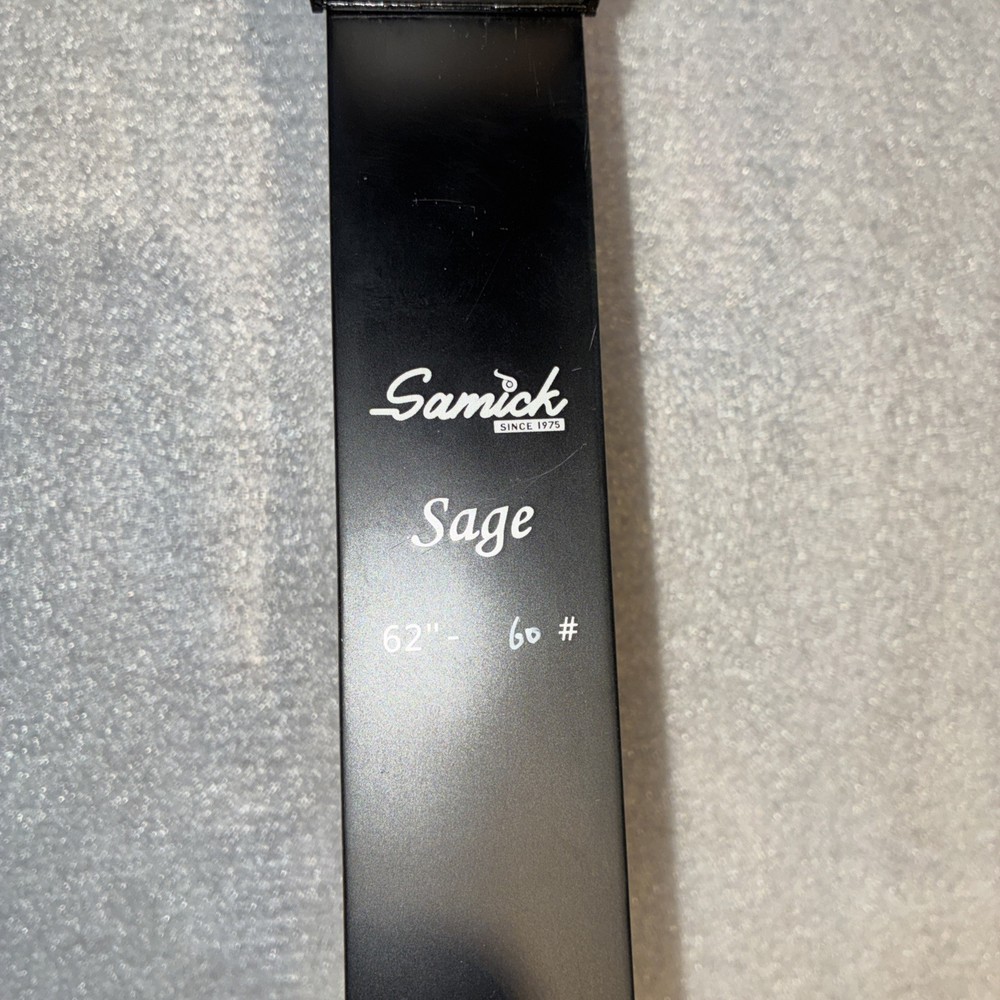 Samick
SINCE 1975
Sage
62"- 60 #